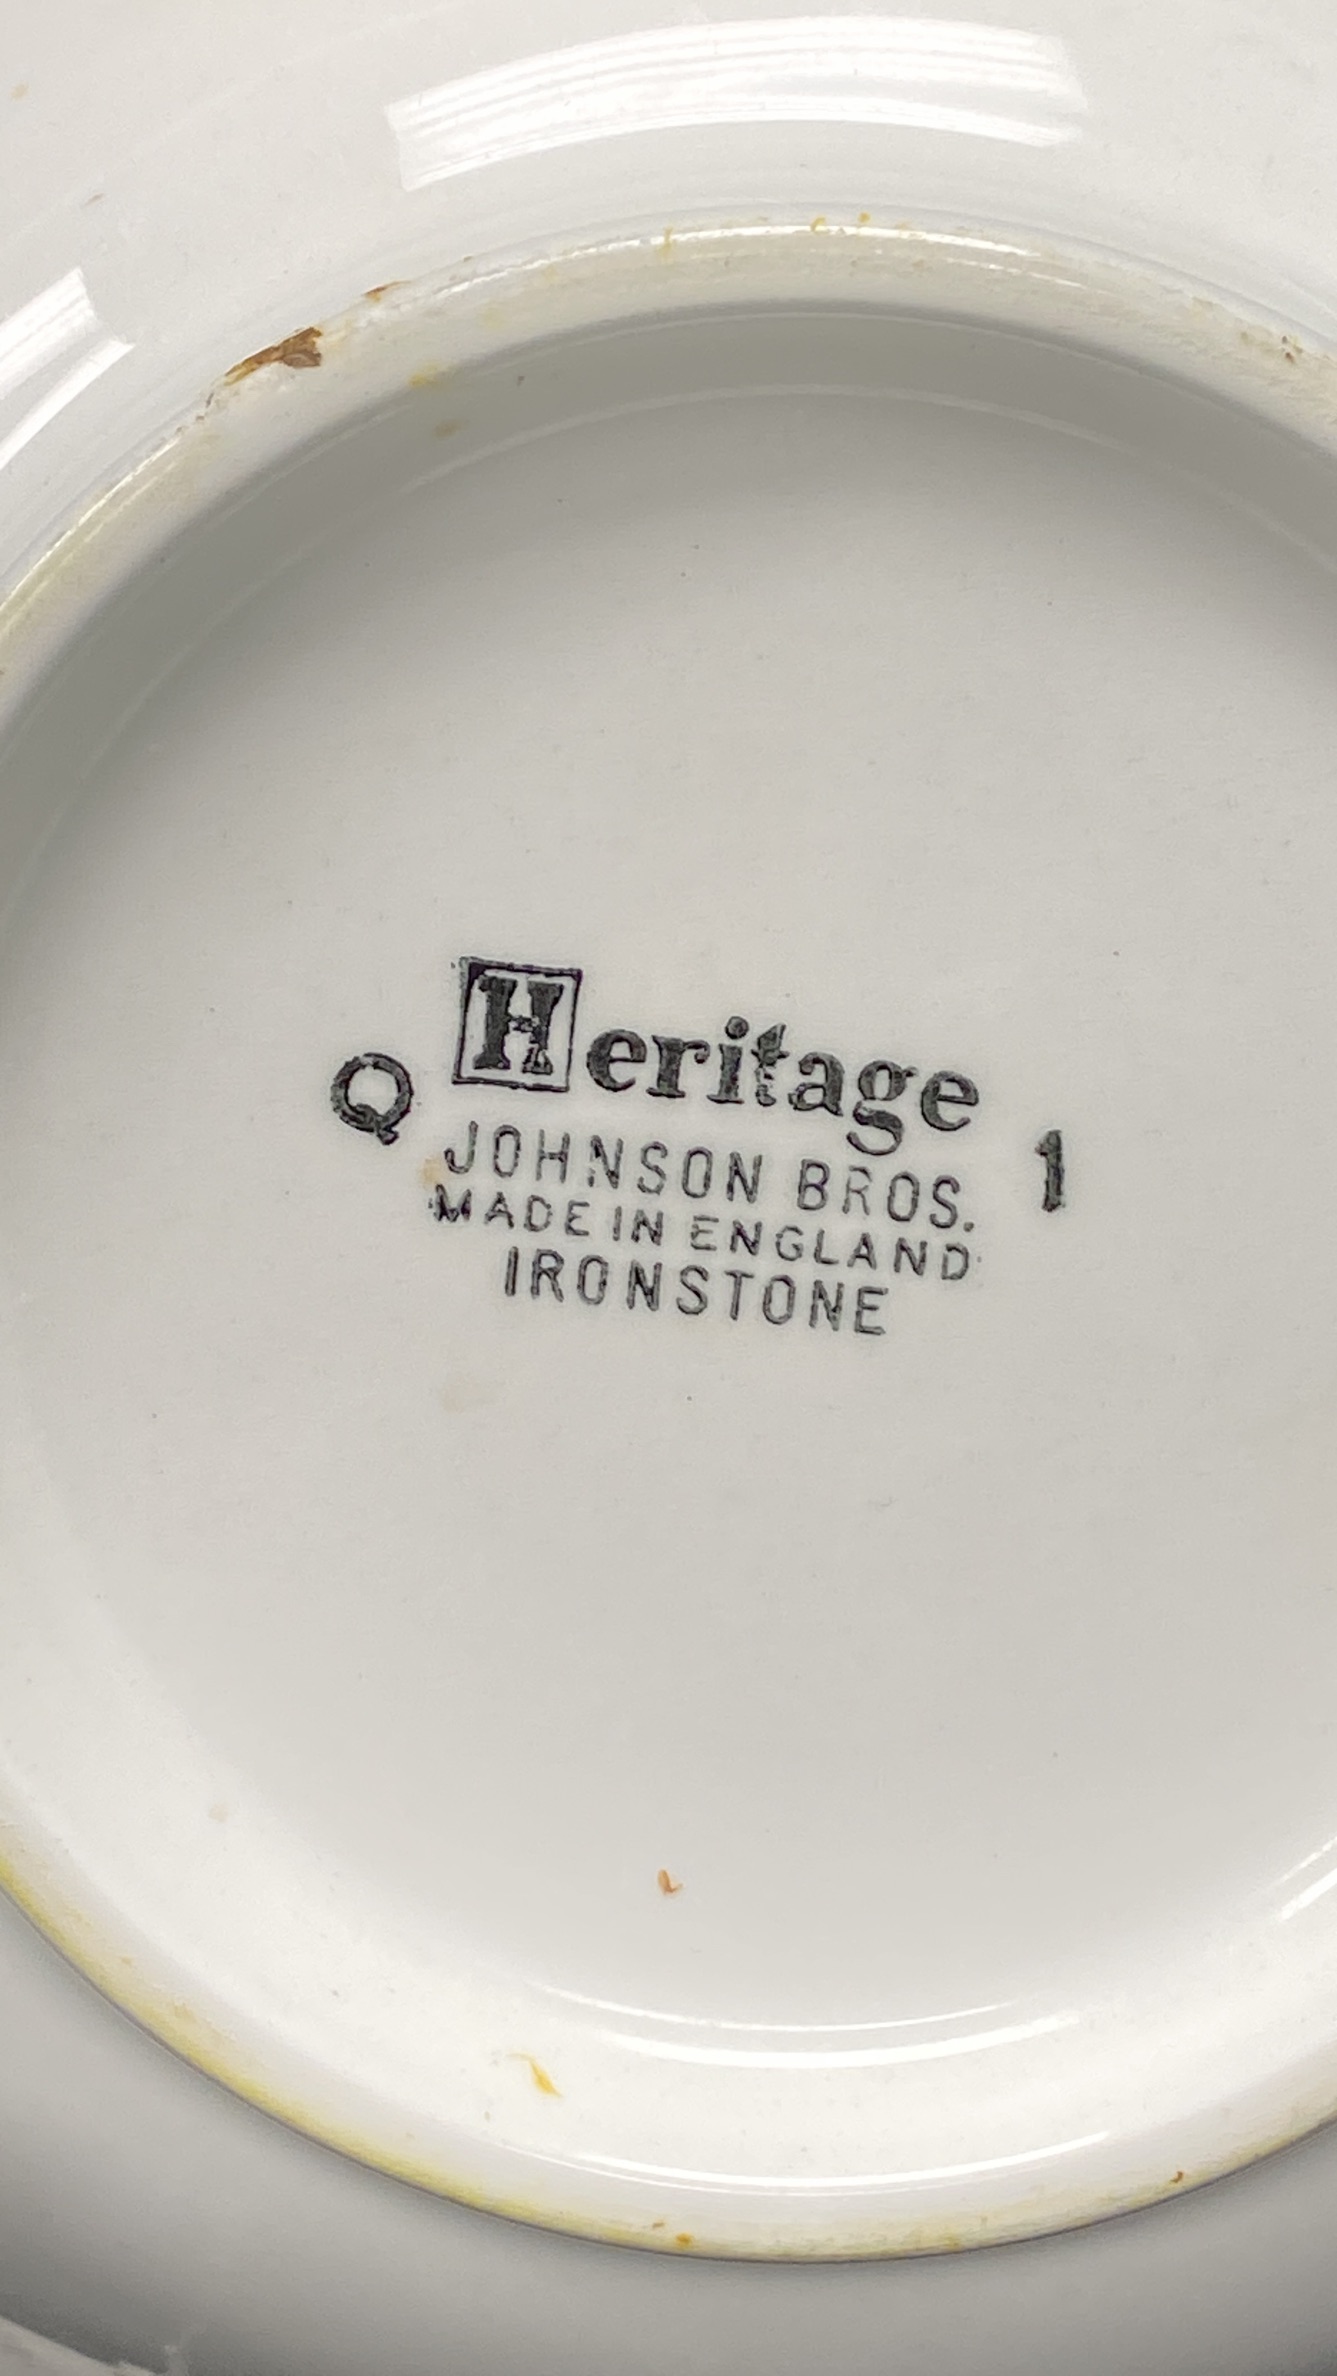 Heritage
Q
JOHNSON BROS.
1
MADE IN ENGLAND
IRONSTONE